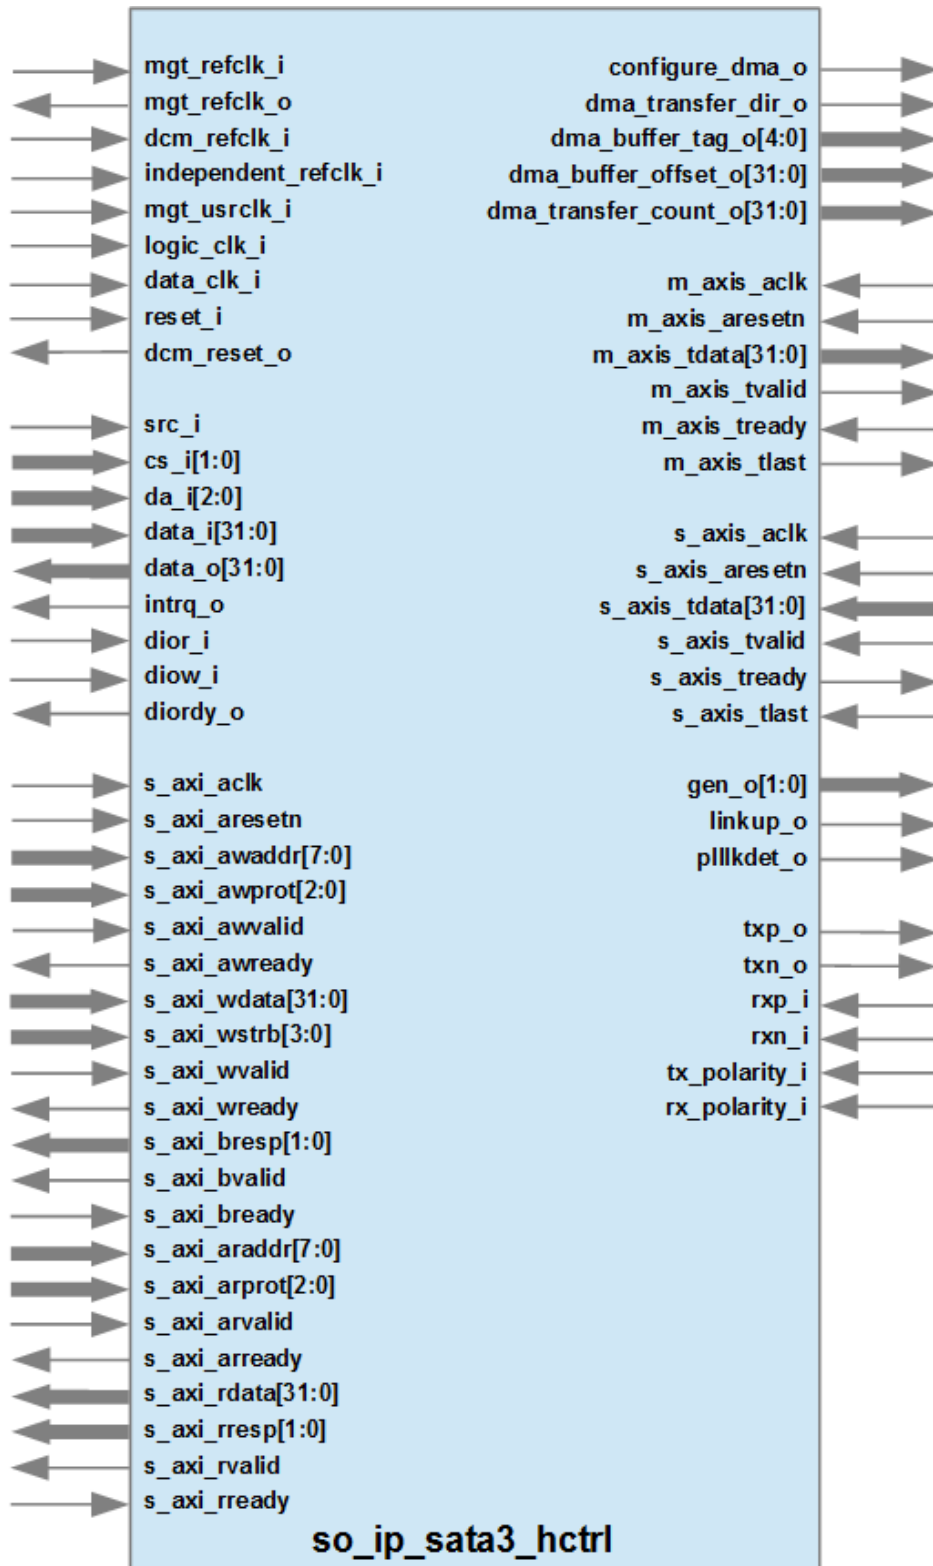 mgt_refclk_i
mgt_refclk_o
dcm_refclk_i
independent_refclk_i
mgt_usrclk_i
logic_clk_i
data_clk_i
reset_i
dcm_reset_o
src_i
cs_i[1:0]
da_i[2:0]
data_i[31:0]
data_o[31:0]
intrq_o
dior_i
diow_i
diordy_o
s_axi_aclk
s_axi_aresetn
s_axi_awaddr[7:0]
s_axi_awprot[2:0]
s_axi_awvalid
s_axi_awready
s_axi_wdata[31:0]
s_axi_wstrb[3:0]
s_axi_wvalid
s_axi_wready
s_axi_bresp[1:0]
s_axi_bvalid
s_axi_bready
s_axi_araddr[7:0]
s_axi_arprot[2:0]
s_axi_arvalid
s_axi_arready
s_axi_rdata[31:0]
s_axi_rresp[1:0]
s_axi_rvalid
s_axi_rready
configure_dma_o
dma_transfer_dir_o
dma_buffer_tag_o[4:0]
dma_buffer_offset_o[31:0]
dma_transfer_count_o[31:0]
m_axis_aclk
m_axis_aresetn
m_axis_tdata[31:0]
m_axis_tvalid
m_axis_tready
m_axis_tlast
s_axis_aclk
s_axis_aresetn
s_axis_tdata[31:0]
s_axis_tvalid
s_axis_tready
s_axis_tlast
gen_o[1:0]
linkup_o
plllkdet_o
txp_o
txn_o
rxp_i
rxn_i
tx_polarity_i
rx_polarity_i
so_ip_sata3_hctrl